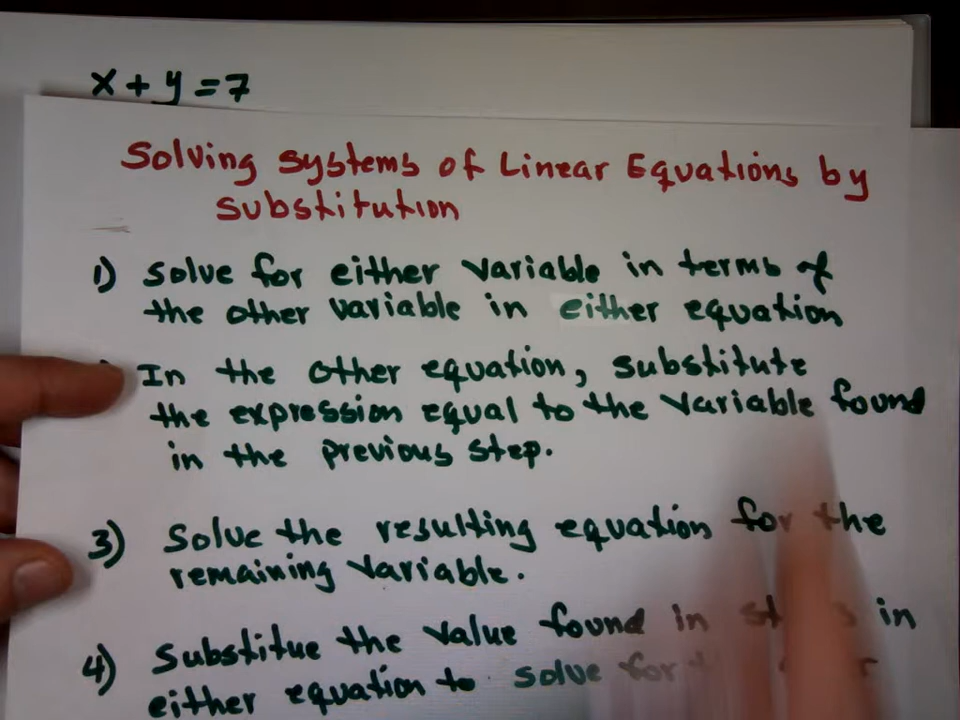 x + y = 7
Solving Systems of Linear Equations by
substitution
1) Solve for either variable in terms of
the other variable in either equation
In the other equation, substitute
the expression equal to the variable found
in the previous step.
3) Solve the resulting equation for the
remaining variable.
4) Substitue the value found in in
either equation to solve for